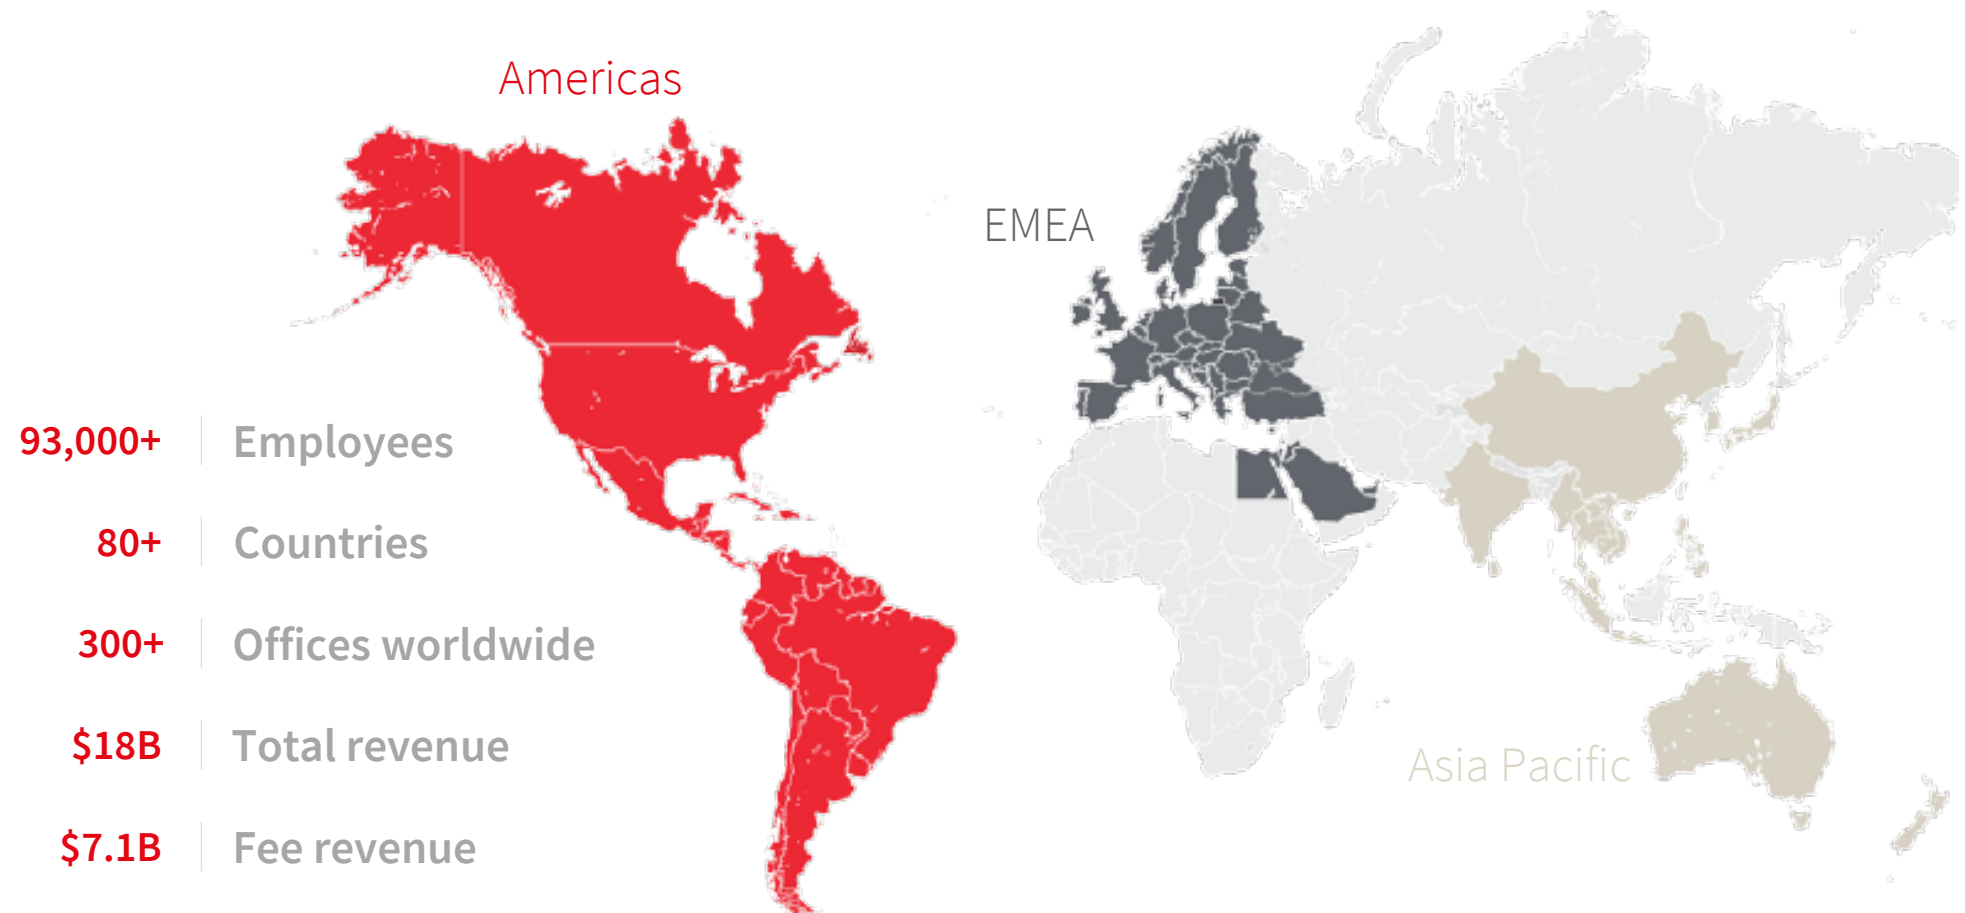 Americas
EMEA
93,000+ Employees
80+ Countries
300+ Offices worldwide
$18B Total revenue
Asia Pacific
$7.1B Fee revenue